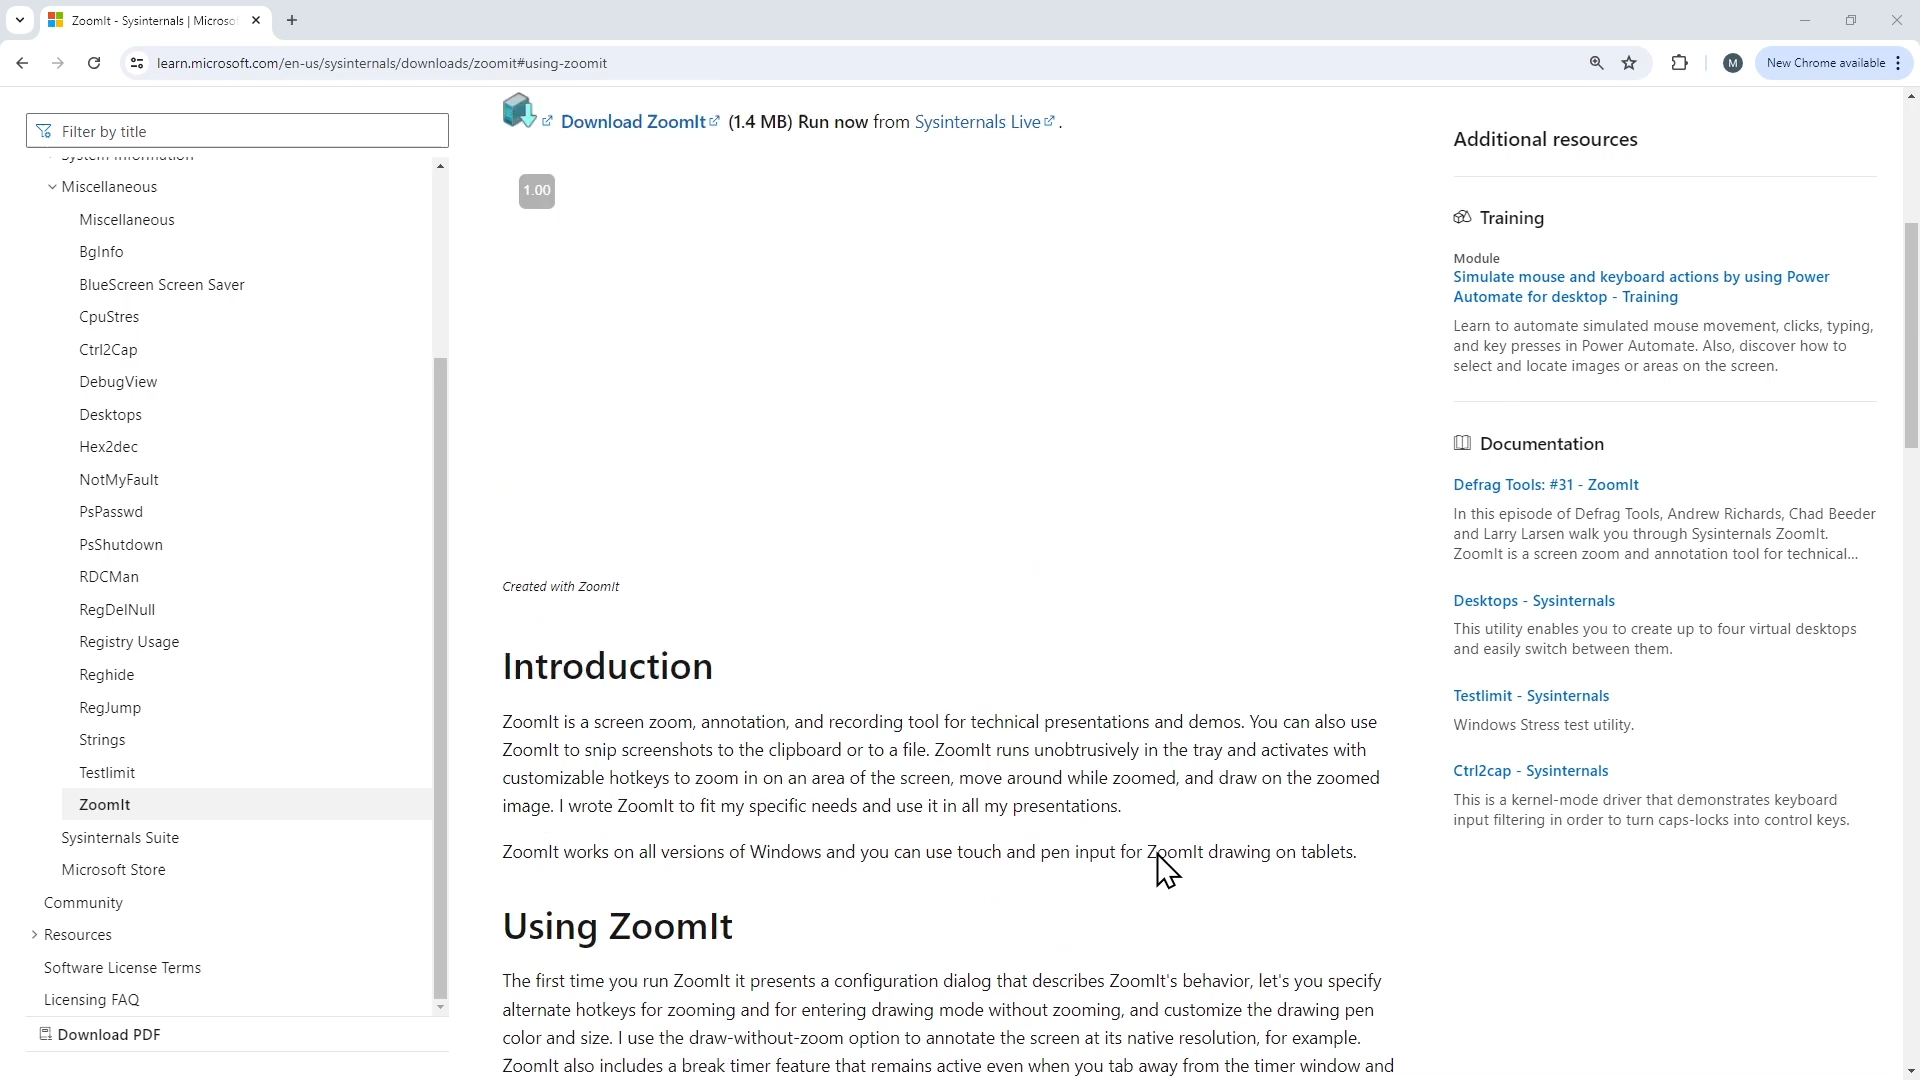 ZoomIt - Sysinternals | Microso
learn.microsoft.com/en-us/sysinternals/downloads/zoomit#using-zoomit
M
New Chrome available
Filter by title
System Information
Miscellaneous
Miscellaneous
BgInfo
BlueScreen Screen Saver
CpuStres
Ctrl2Cap
DebugView
Desktops
Hex2dec
NotMyFault
PsPasswd
PsShutdown
RDCMan
RegDelNull
Registry Usage
Reghide
RegJump
Strings
Testlimit
ZoomIt
Sysinternals Suite
Microsoft Store
Community
Resources
Software License Terms
Licensing FAQ
Download PDF
Download ZoomIt (1.4 MB) Run now from Sysinternals Live .
1.00
Created with ZoomIt
Introduction
ZoomIt is a screen zoom, annotation, and recording tool for technical presentations and demos. You can also use
ZoomIt to snip screenshots to the clipboard or to a file. ZoomIt runs unobtrusively in the tray and activates with
customizable hotkeys to zoom in on an area of the screen, move around while zoomed, and draw on the zoomed
image. I wrote ZoomIt to fit my specific needs and use it in all my presentations.
ZoomIt works on all versions of Windows and you can use touch and pen input for ZoomIt drawing on tablets.
Using ZoomIt
The first time you run ZoomIt it presents a configuration dialog that describes ZoomIt's behavior, let's you specify
alternate hotkeys for zooming and for entering drawing mode without zooming, and customize the drawing pen
color and size. I use the draw-without-zoom option to annotate the screen at its native resolution, for example.
ZoomIt also includes a break timer feature that remains active even when you tab away from the timer window and
Additional resources
Training
Module
Simulate mouse and keyboard actions by using Power
Automate for desktop - Training
Learn to automate simulated mouse movement, clicks, typing,
and key presses in Power Automate. Also, discover how to
select and locate images or areas on the screen.
Documentation
Defrag Tools: #31 - ZoomIt
In this episode of Defrag Tools, Andrew Richards, Chad Beeder
and Larry Larsen walk you through Sysinternals ZoomIt.
ZoomIt is a screen zoom and annotation tool for technical...
Desktops - Sysinternals
This utility enables you to create up to four virtual desktops
and easily switch between them.
Testlimit - Sysinternals
Windows Stress test utility.
Ctrl2cap - Sysinternals
This is a kernel-mode driver that demonstrates keyboard
input filtering in order to turn caps-locks into control keys.